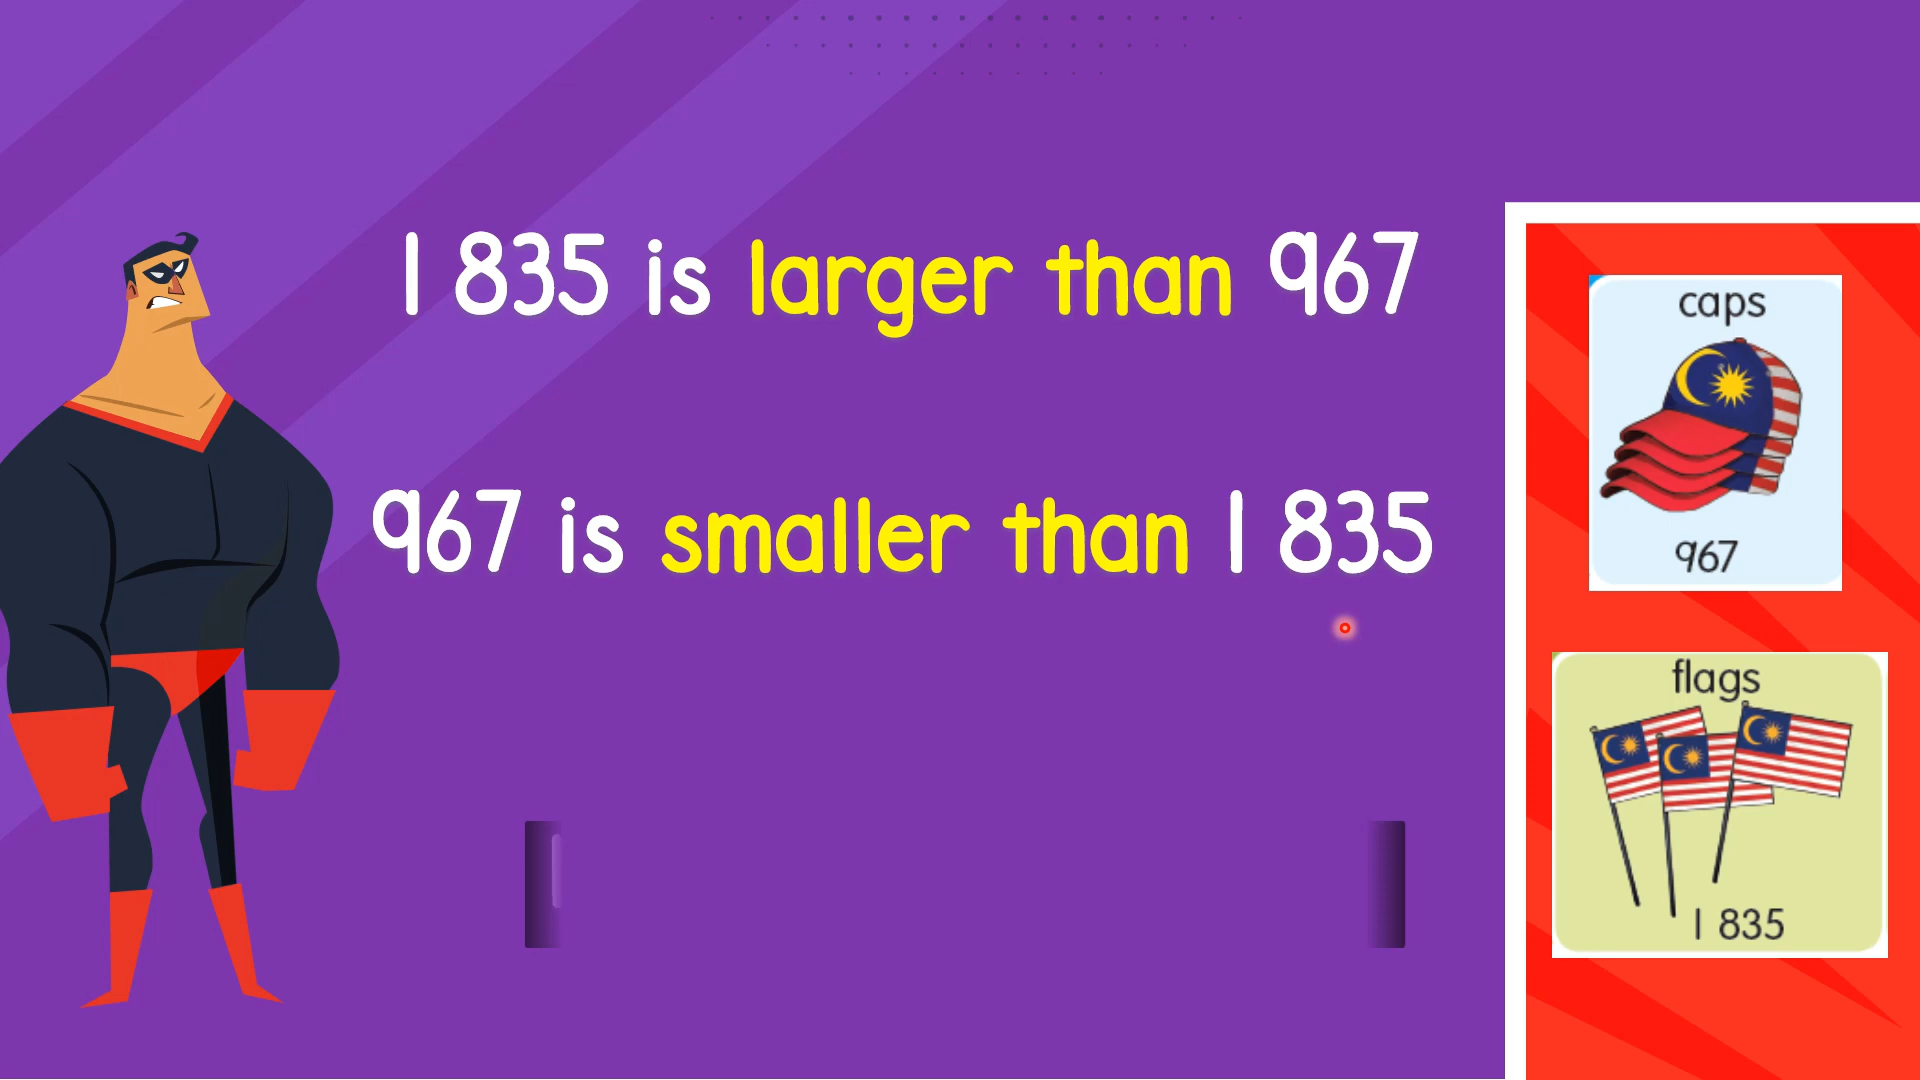 1 835 is larger than 967
967 is smaller than 1 835
caps
967
flags
1 835